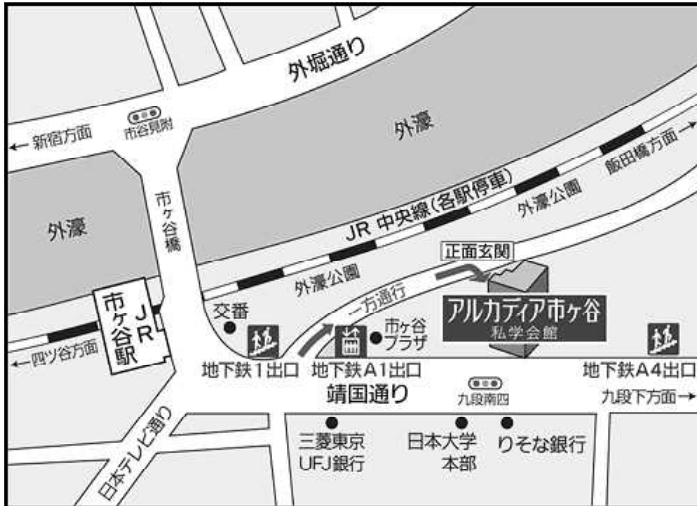 外堀通り
←新宿方面
市谷見附
外濠
飯田橋方面→
市ヶ谷橋
外濠
JR 中央線(各駅停車)
外濠公園
正面玄関
外濠公園
一方通行
アルカディア市ヶ谷
私学会館
JR
市ヶ谷駅
交番
市ヶ谷
プラザ
←四ツ谷方面
地下鉄1出口
地下鉄A1出口
地下鉄A4出口
靖国通り
九段南四
九段下方面→
日本テレビ通り
三菱東京
UFJ銀行
日本大学
本部
りそな銀行